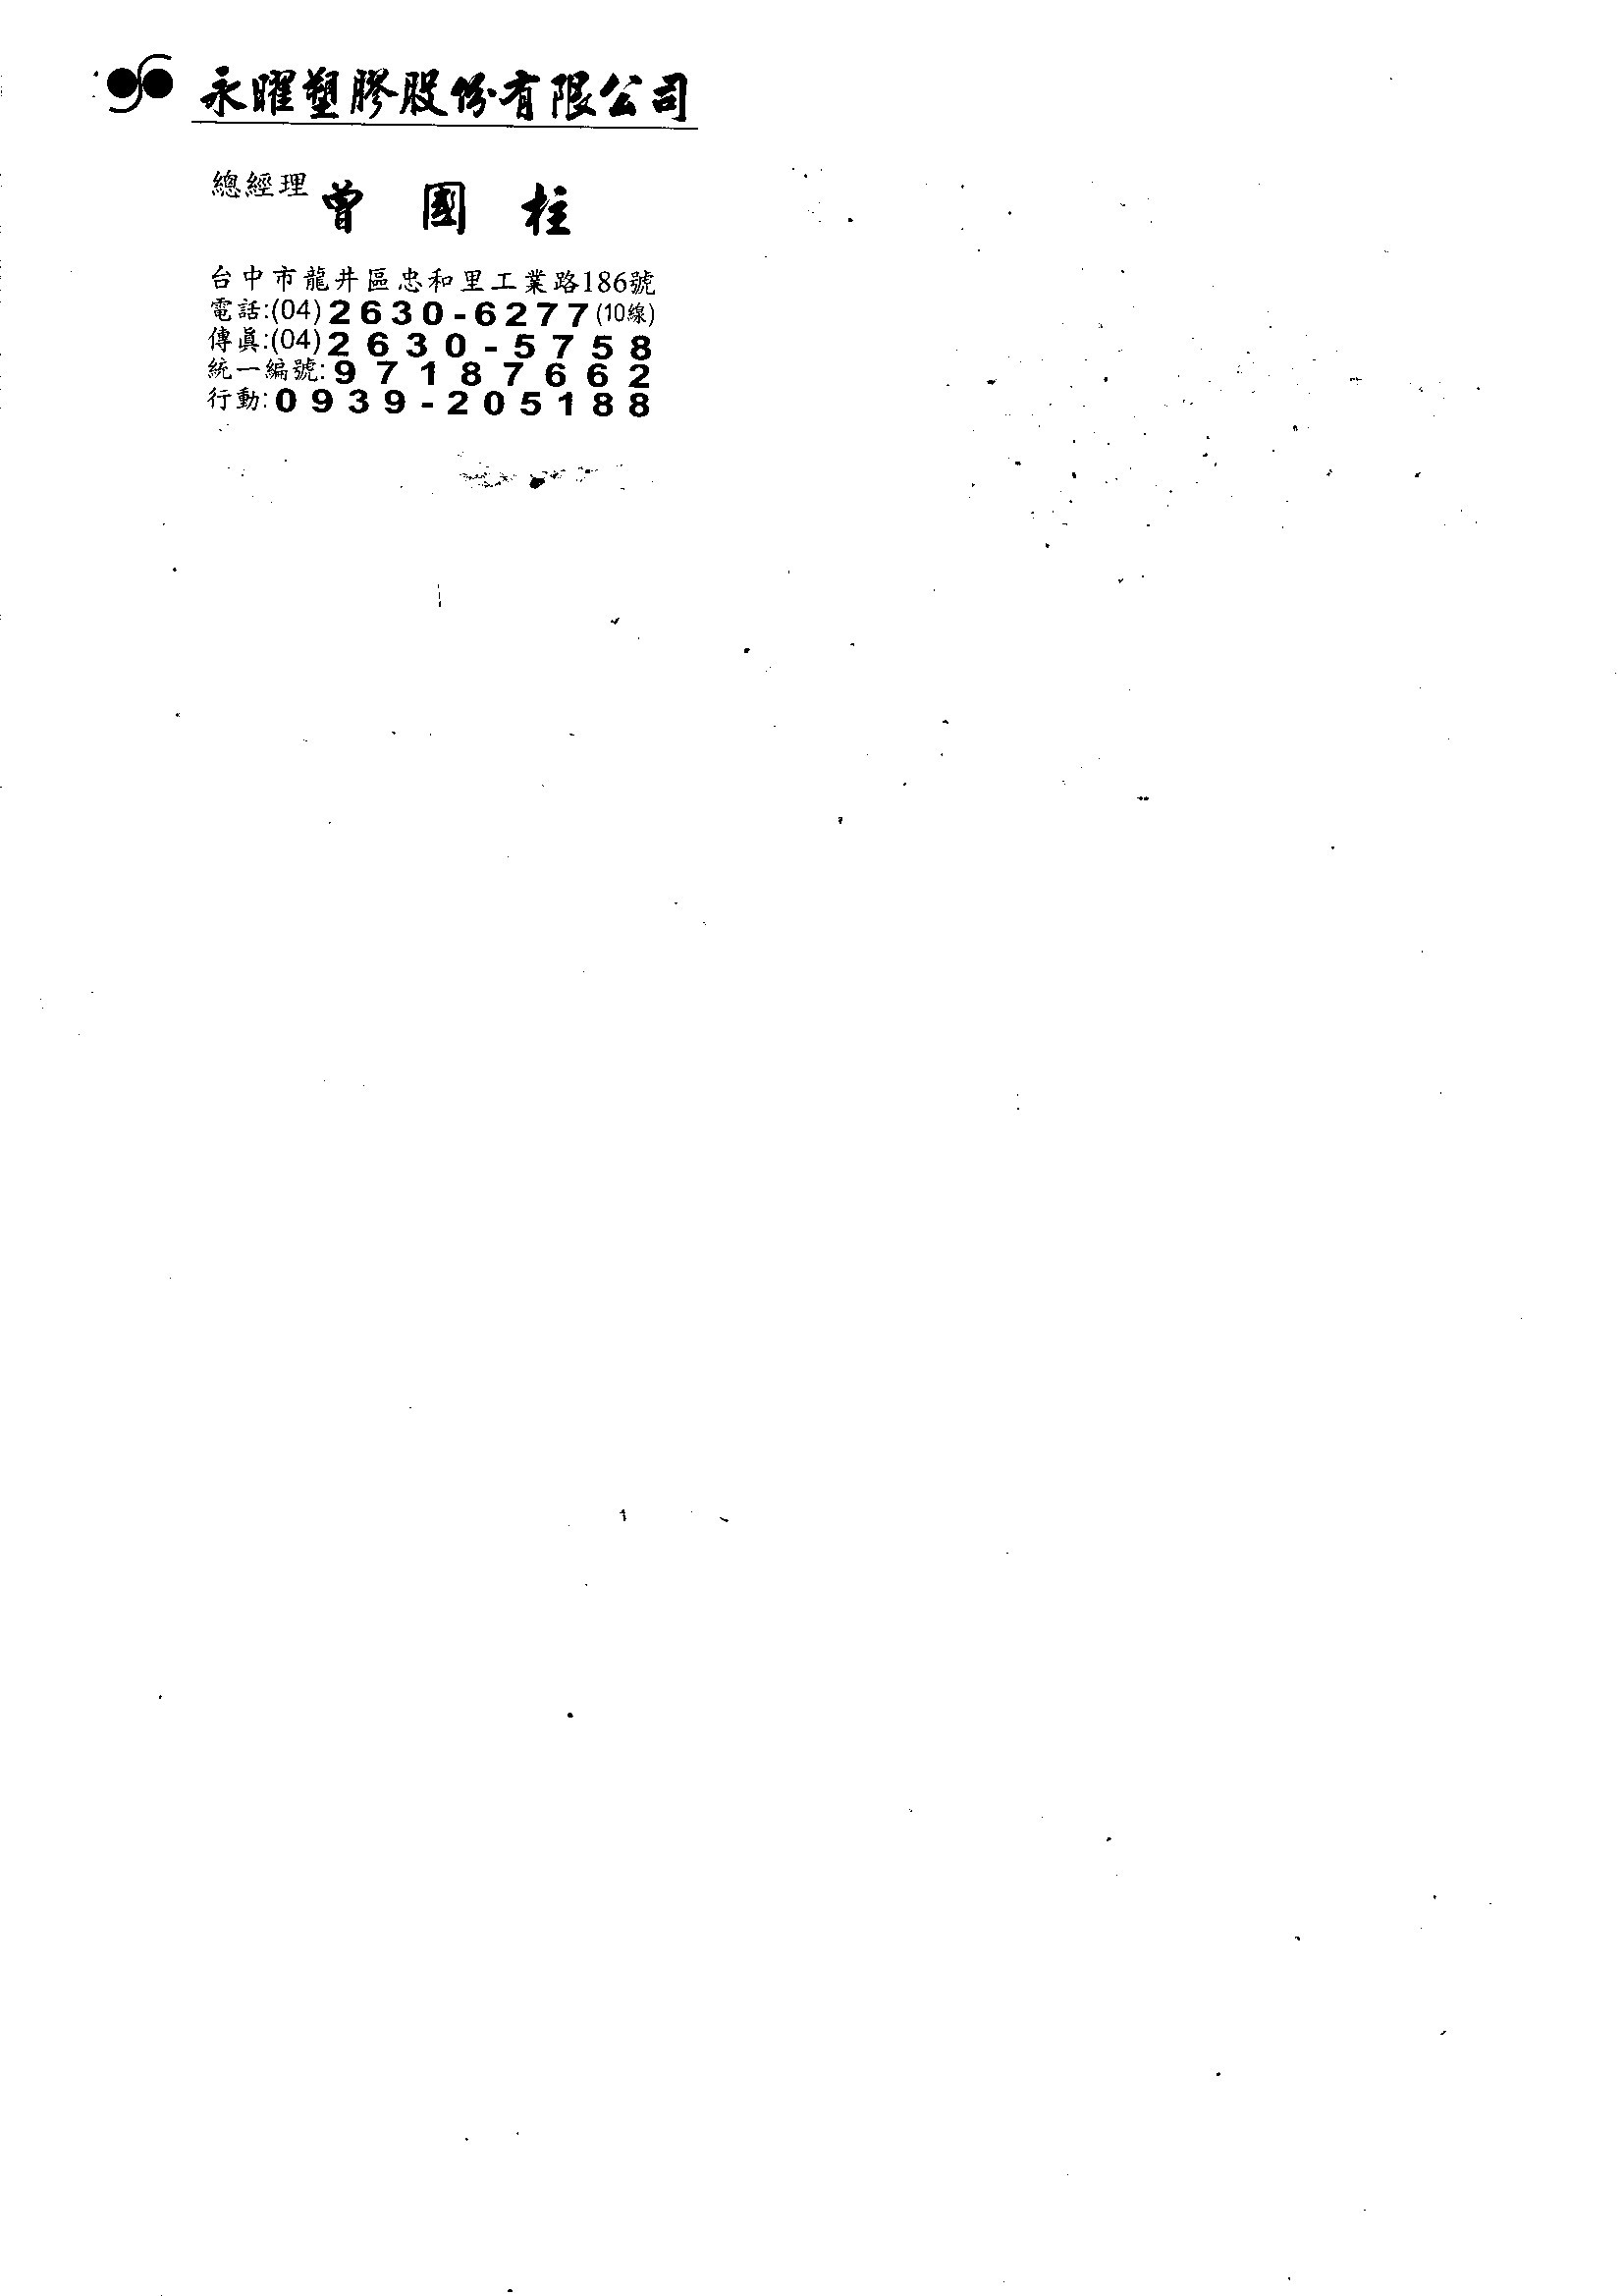 永曜塑膠股份有限公司
總經理 曾國柱
台中市龍井區忠和里工業路186號
電話:(04)2630-6277(10線)
傳眞:(04)2630-5758
統一編號:97187662
行動:0939-205188